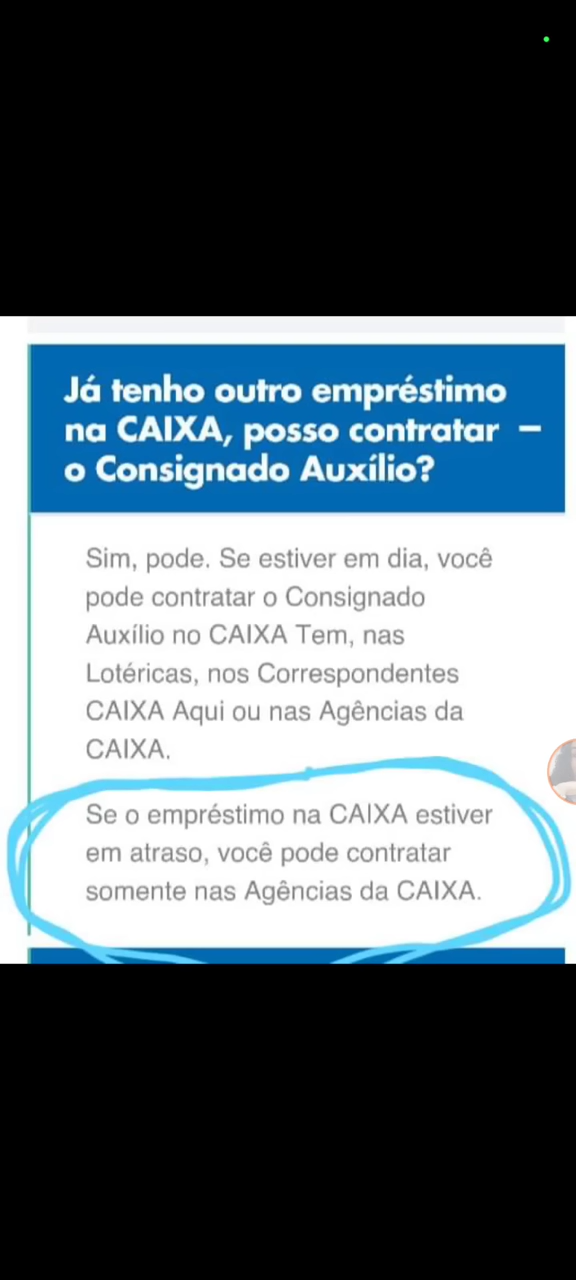 Já tenho outro empréstimo
na CAIXA, posso contratar –
o Consignado Auxílio?
Sim, pode. Se estiver em dia, você
pode contratar o Consignado
Auxílio no CAIXA Tem, nas
Lotéricas, nos Correspondentes
CAIXA Aqui ou nas Agências da
CAIXA.
Se o empréstimo na CAIXA estiver
em atraso, você pode contratar
somente nas Agências da CAIXA.